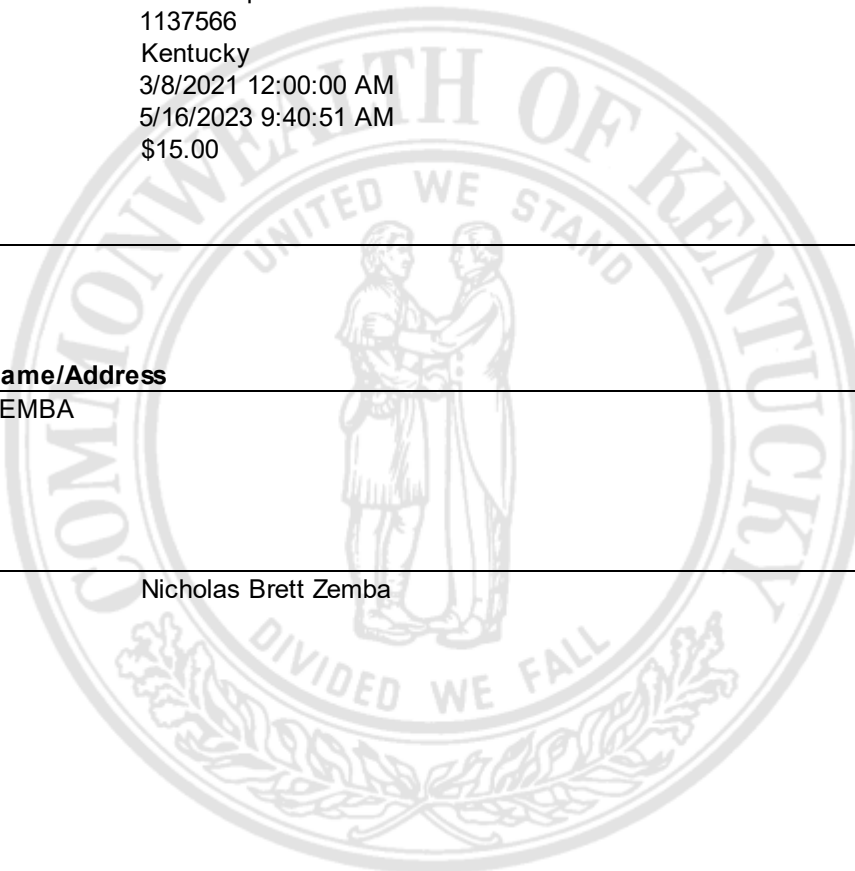 1137566
Kentucky
3/8/2021 12:00:00 AM
5/16/2023 9:40:51 AM
$15.00
COMMONWEALTH OF KENTUCKY
UNITED WE STAND
ame/Address
EMBA
Nicholas Brett Zemba
DIVIDED WE FALL